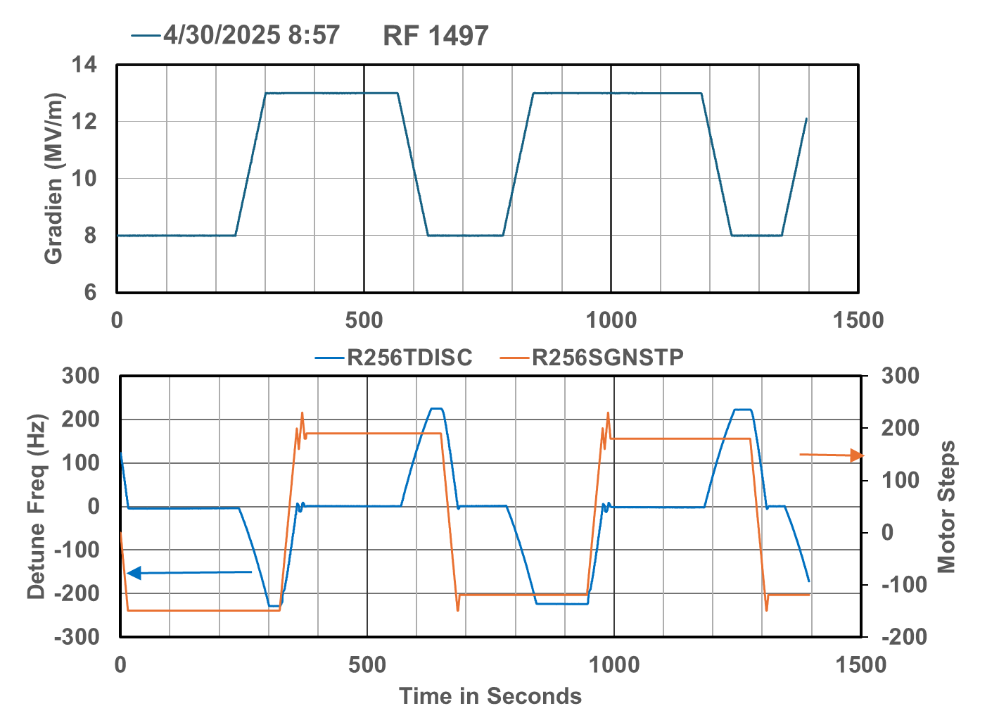 4/30/2025 8:57 RF 1497
14
12
10
8
6
Gradien (MV/m)
0 500 1000 1500
R256TDISC R256SGNSTP
300
200
100
0
-100
-200
-300
Detune Freq (Hz)
300
200
100
0
-100
-200
Motor Steps
0 500 1000 1500
Time in Seconds